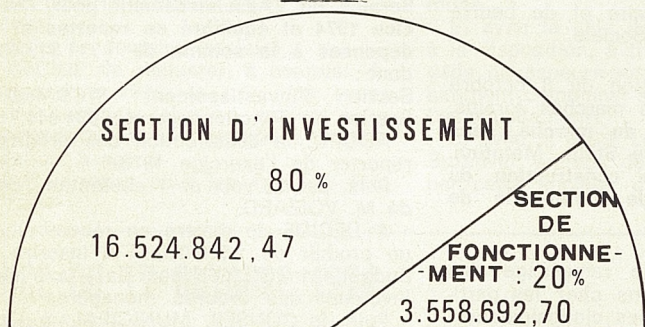 SECTION D'INVESTISSEMENT
80 %
16.524.842,47
SECTION
DE
FONCTIONNE-
-MENT : 20%
3.558.692,70